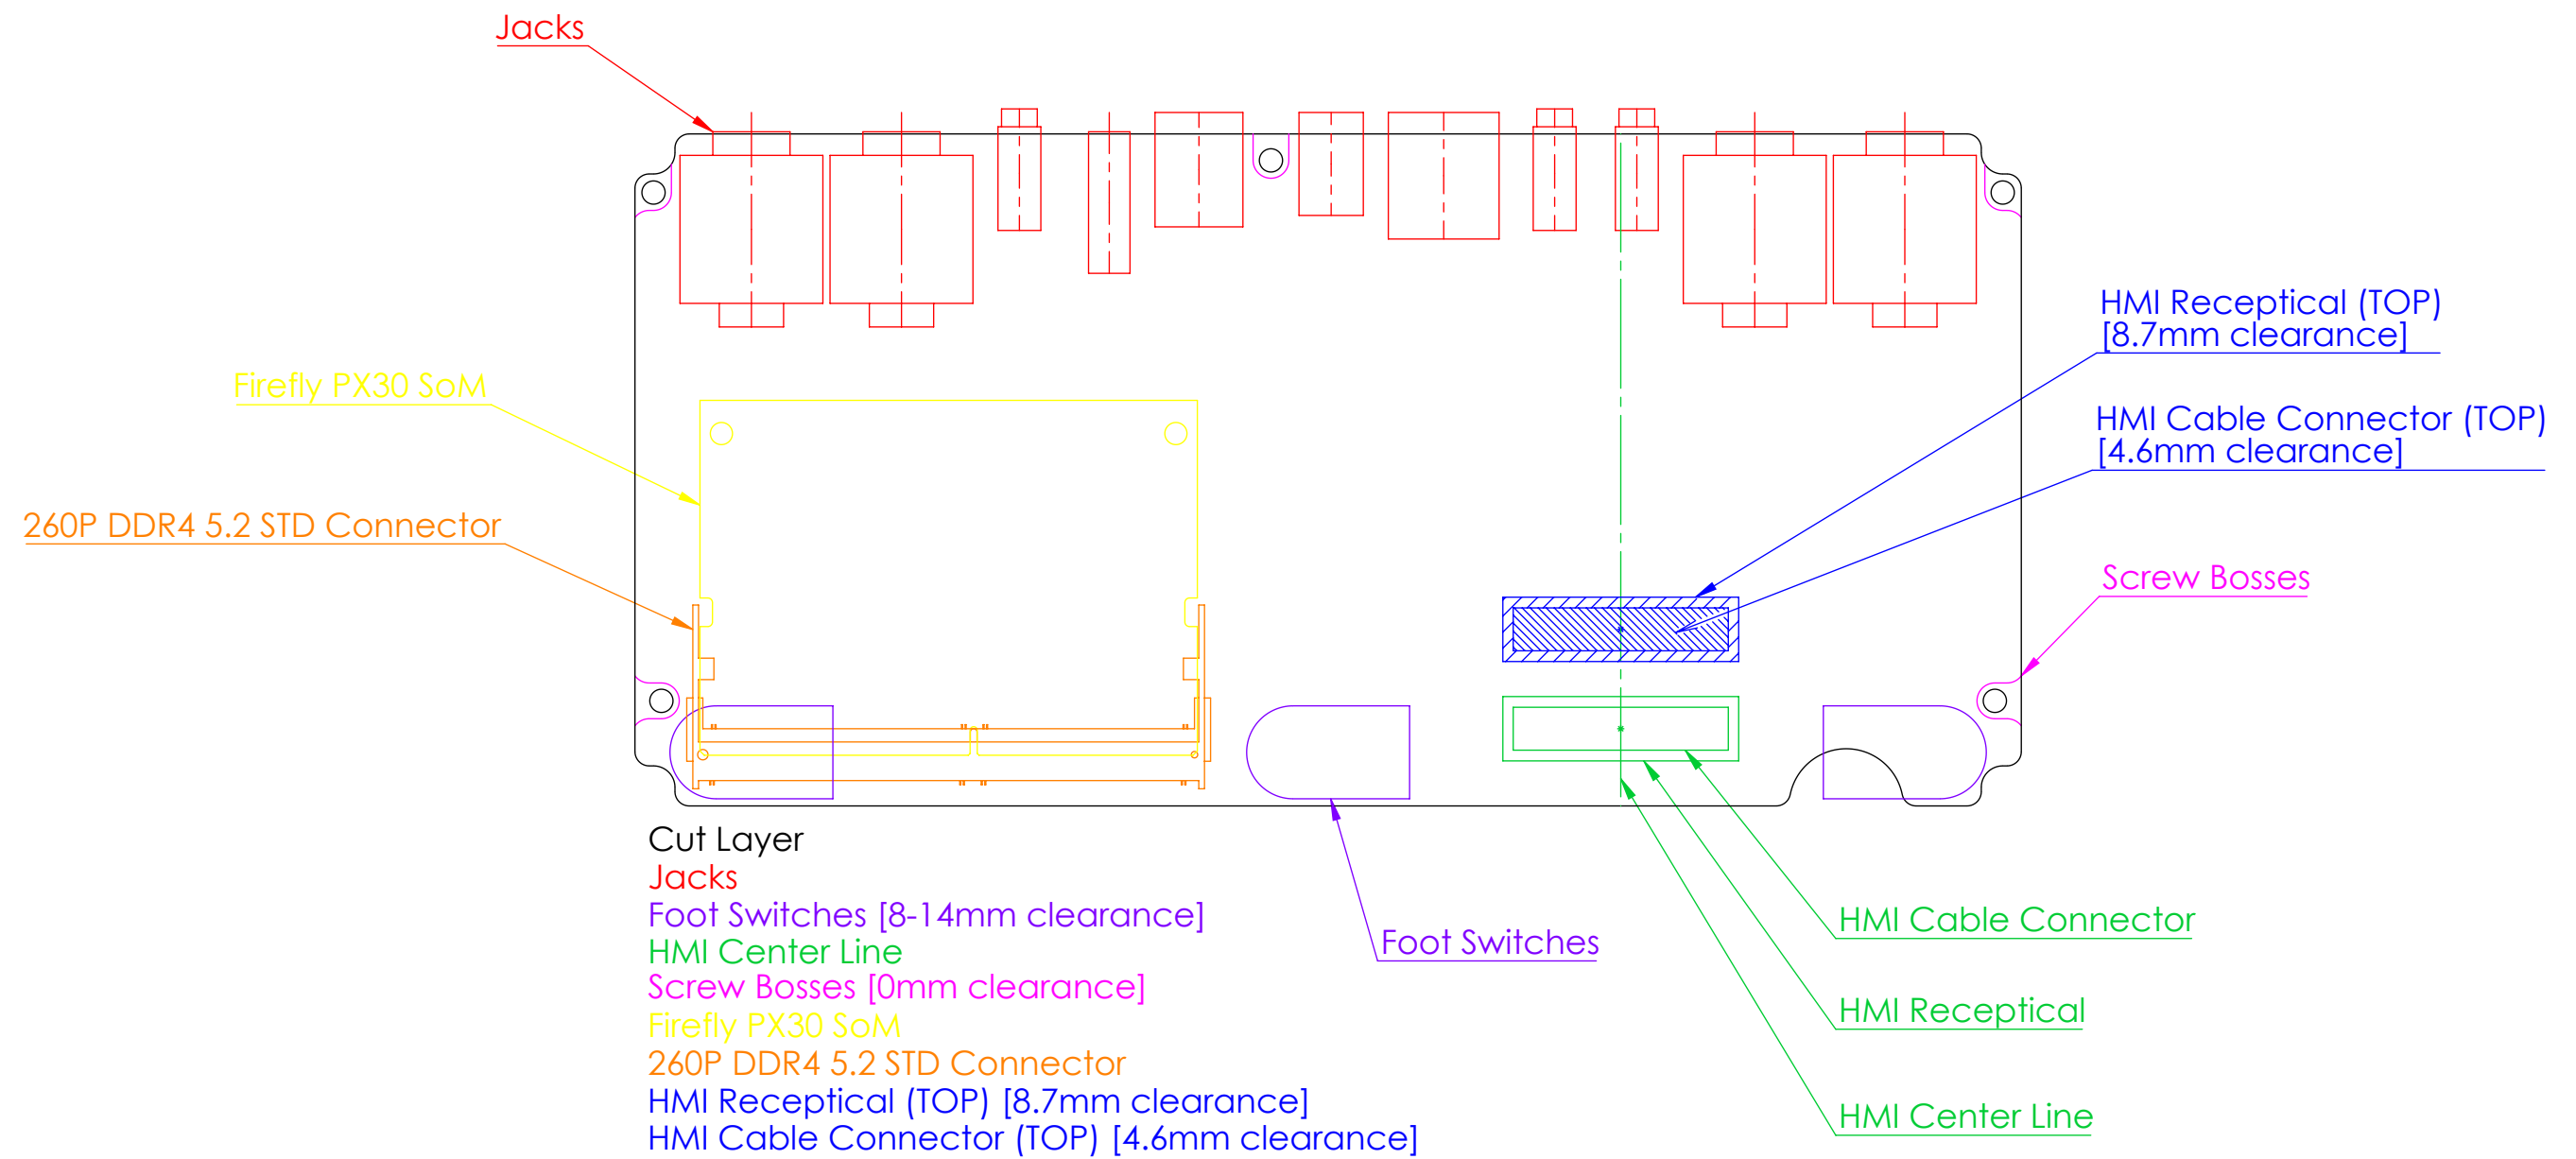 Jacks
HMI Receptical (TOP)
[8.7mm clearance]
Firefly PX30 SoM
HMI Cable Connector (TOP)
[4.6mm clearance]
260P DDR4 5.2 STD Connector
Screw Bosses
Cut Layer
Jacks
Foot Switches [8-14mm clearance]
HMI Center Line
Screw Bosses [0mm clearance]
Firefly PX30 SoM
260P DDR4 5.2 STD Connector
HMI Receptical (TOP) [8.7mm clearance]
HMI Cable Connector (TOP) [4.6mm clearance]
Foot Switches
HMI Cable Connector
HMI Receptical
HMI Center Line